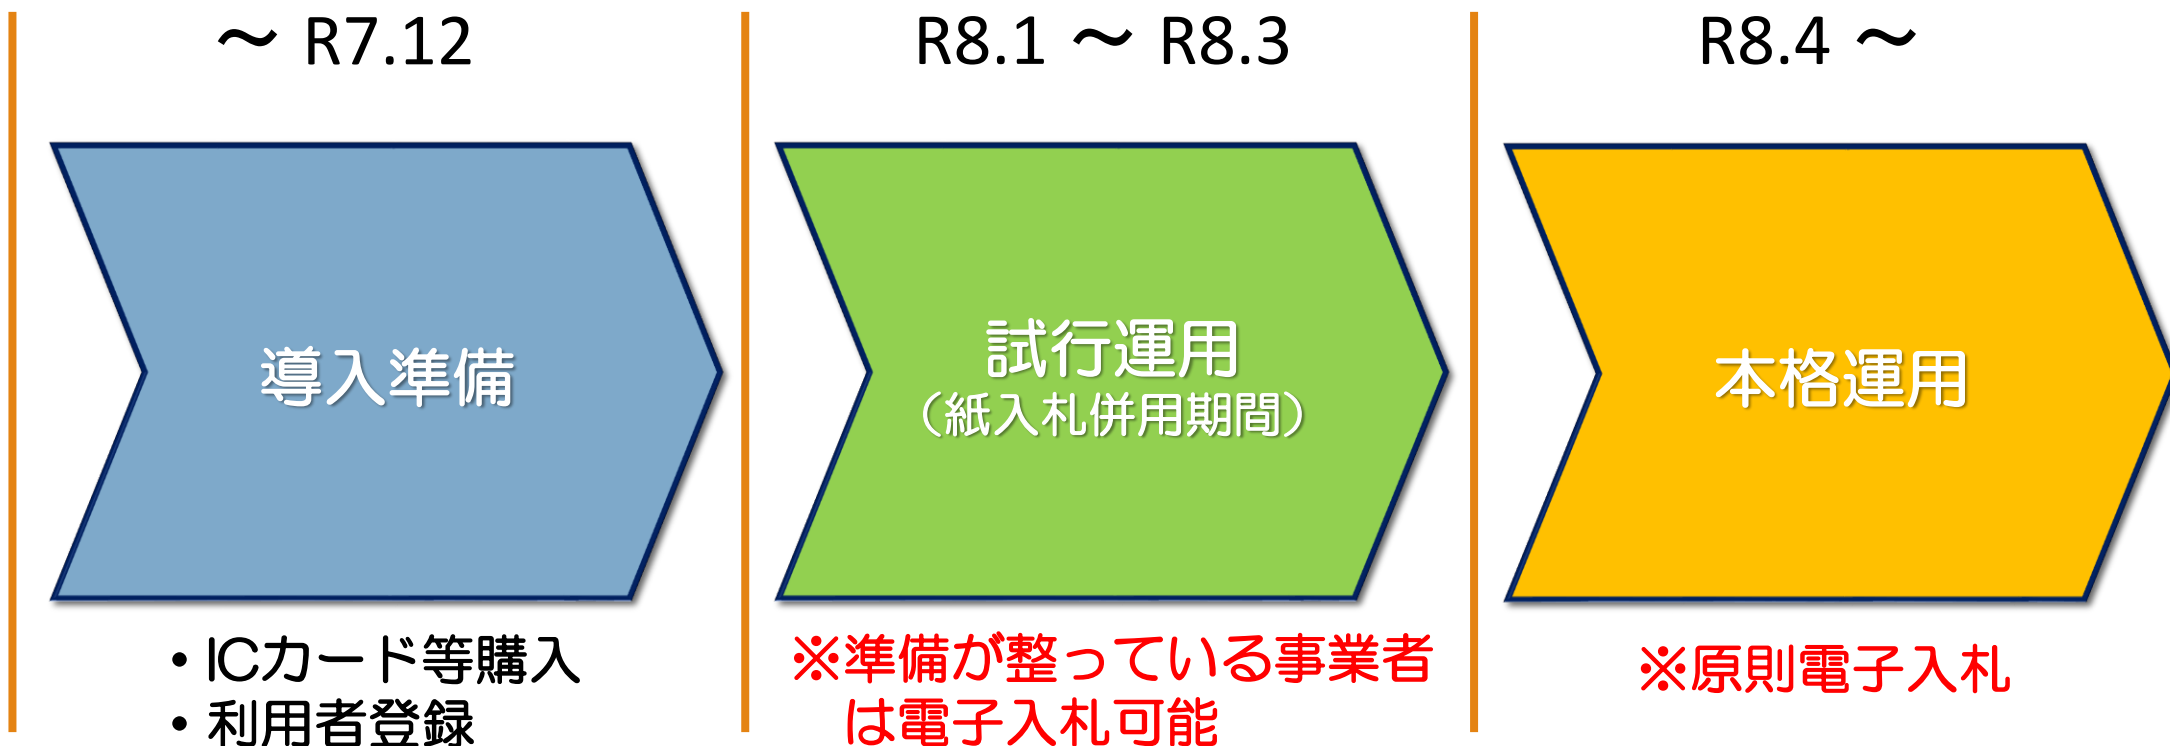 ～ R7.12
R8.1 ～ R8.3
R8.4 ～
導入準備
試行運用
（紙入札併用期間）
本格運用
・ICカード等購入
・利用者登録
※準備が整っている事業者
は電子入札可能
※原則電子入札